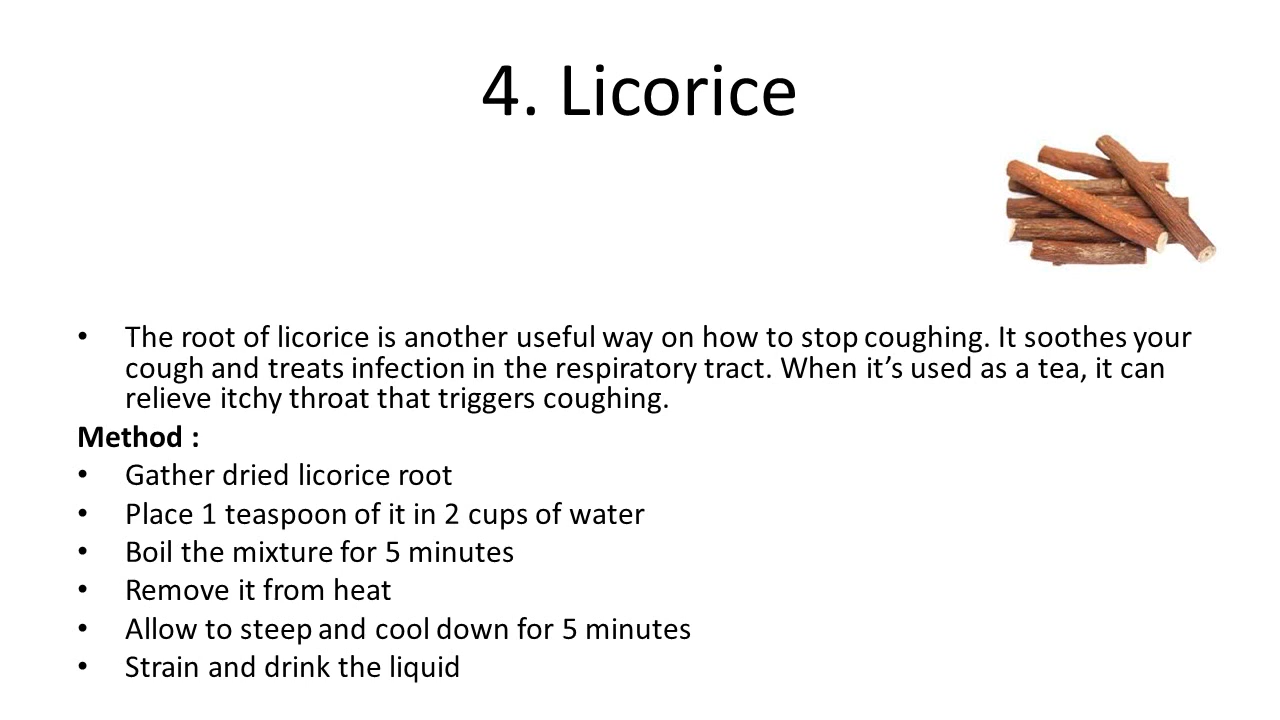 4. Licorice
• The root of licorice is another useful way on how to stop coughing. It soothes your
cough and treats infection in the respiratory tract. When it’s used as a tea, it can
relieve itchy throat that triggers coughing.
Method :
• Gather dried licorice root
• Place 1 teaspoon of it in 2 cups of water
• Boil the mixture for 5 minutes
• Remove it from heat
• Allow to steep and cool down for 5 minutes
• Strain and drink the liquid